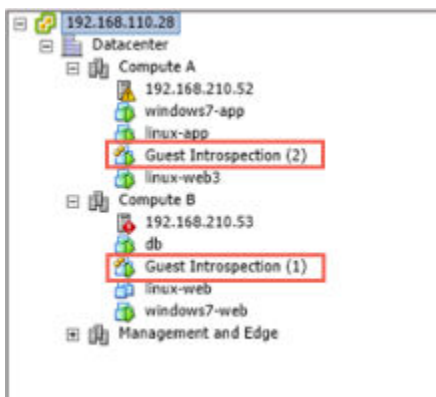 192.168.110.28
Datacenter
Compute A
192.168.210.52
windows7-app
linux-app
Guest Introspection (2)
linux-web3
Compute B
192.168.210.53
db
Guest Introspection (1)
linux-web
windows7-web
Management and Edge